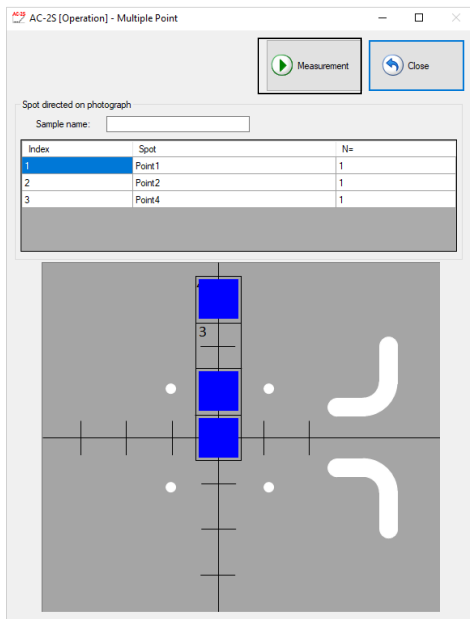 AC-2S [Operation] - Multiple Point
Measurement
Close
Spot directed on photograph
Sample name:
Index Spot N=
1 Point1 1
2 Point2 1
3 Point4 1
3